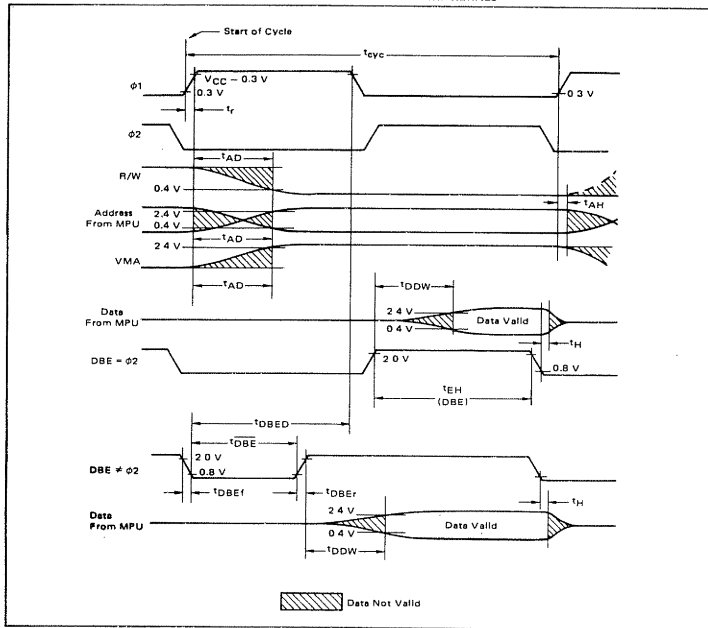 Start of Cycle
tcyc
VCC – 0.3 V
0.3 V
0.3 V
φ1
tr
φ2
tAD
R/W
0.4 V
tAH
2.4 V
Address
From MPU
0.4 V
tAD
2.4 V
VMA
tAD
tDDW
Data
From MPU
2.4 V
0.4 V
Data Valid
tH
DBE = φ2
2.0 V
0.8 V
tEH
(DBE)
tDBED
tDBE
DBE ≠ φ2
2.0 V
0.8 V
tDBEf
tDBEr
tH
Data
From MPU
2.4 V
0.4 V
Data Valid
tDDW
Data Not Valid